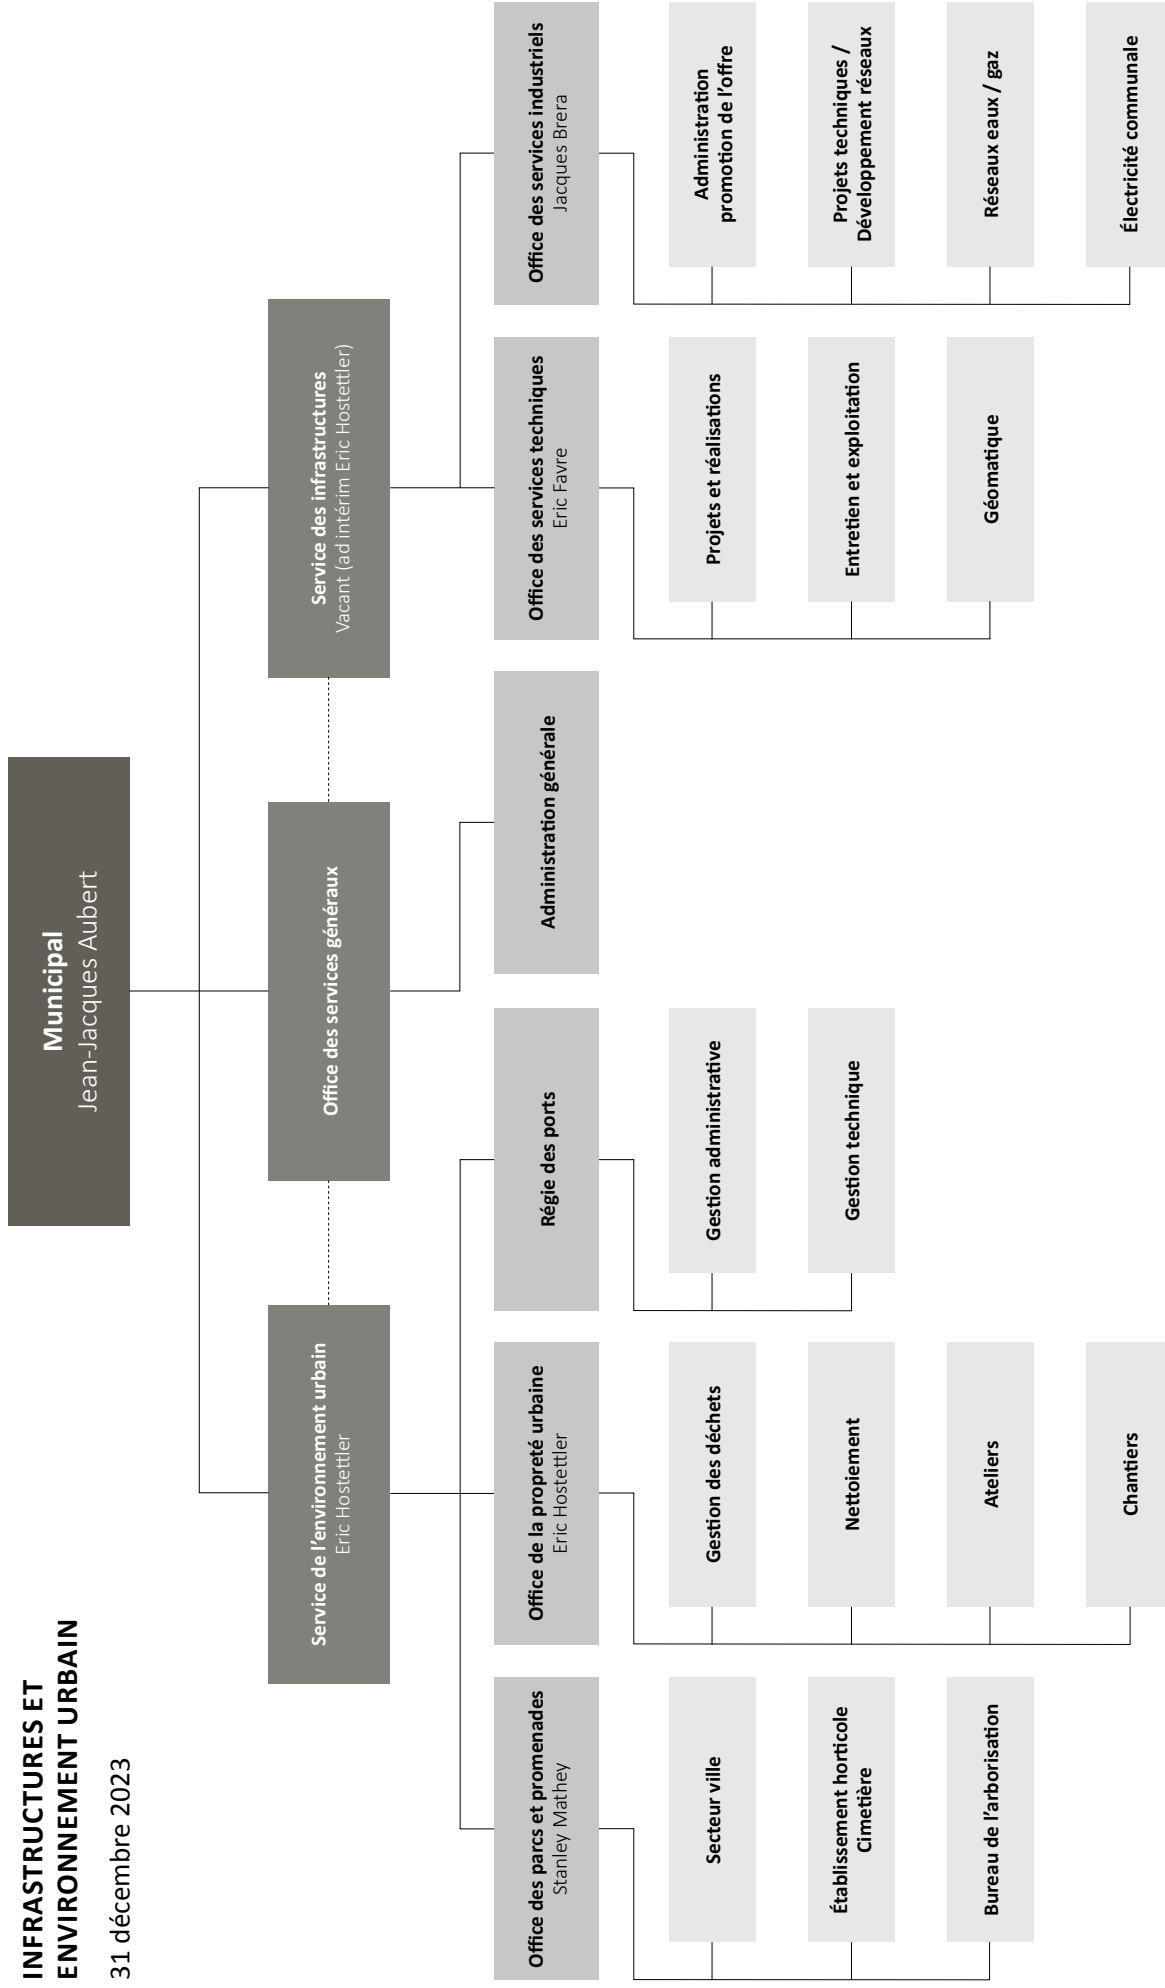 INFRASTRUCTURES ET
ENVIRONNEMENT URBAIN
31 décembre 2023
Municipal
Jean-Jacques Aubert
Service de l'environnement urbain
Eric Hostettler
Office des services généraux
Service des infrastructures
Vacant (ad intérim Eric Hostettler)
Office des parcs et promenades
Stanley Mathey
Office de la propreté urbaine
Eric Hostettler
Régie des ports
Administration générale
Office des services techniques
Eric Favre
Office des services industriels
Jacques Brera
Secteur ville
Établissement horticole
Cimetière
Bureau de l'arborisation
Gestion des déchets
Nettoiement
Ateliers
Chantiers
Gestion administrative
Gestion technique
Projets et réalisations
Entretien et exploitation
Géomatique
Administration
promotion de l'offre
Projets techniques /
Développement réseaux
Réseaux eaux / gaz
Électricité communale